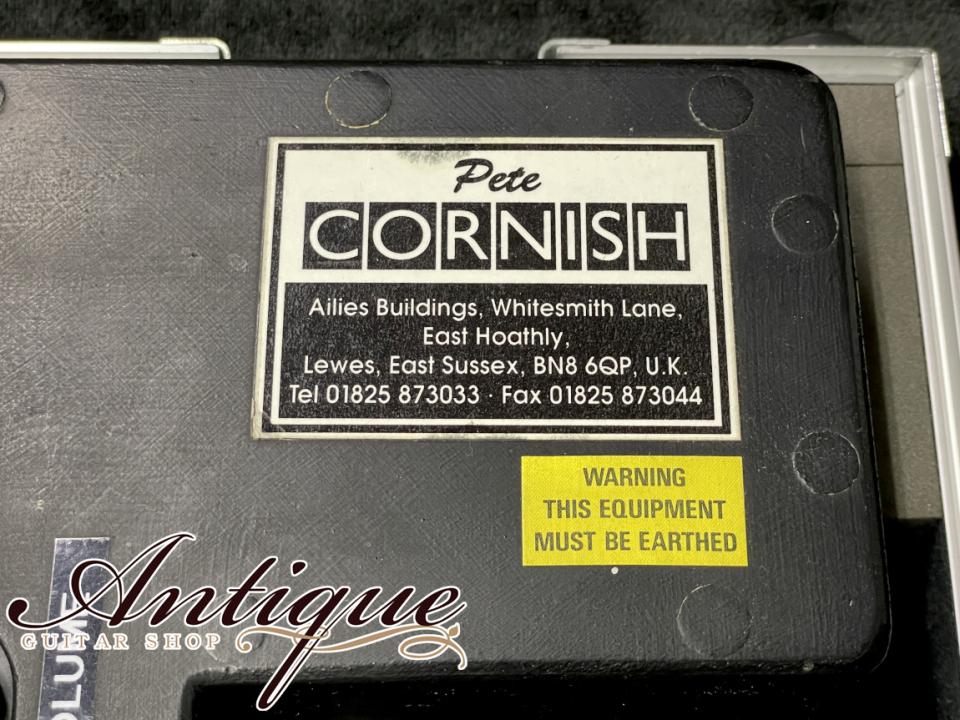 Pete
CORNISH
Ailies Buildings, Whitesmith Lane,
East Hoathly,
Lewes, East Sussex, BN8 6QP, U.K.
Tel 01825 873033 · Fax 01825 873044
WARNING
THIS EQUIPMENT
MUST BE EARTHED
Antique
GUITAR SHOP
OLUME